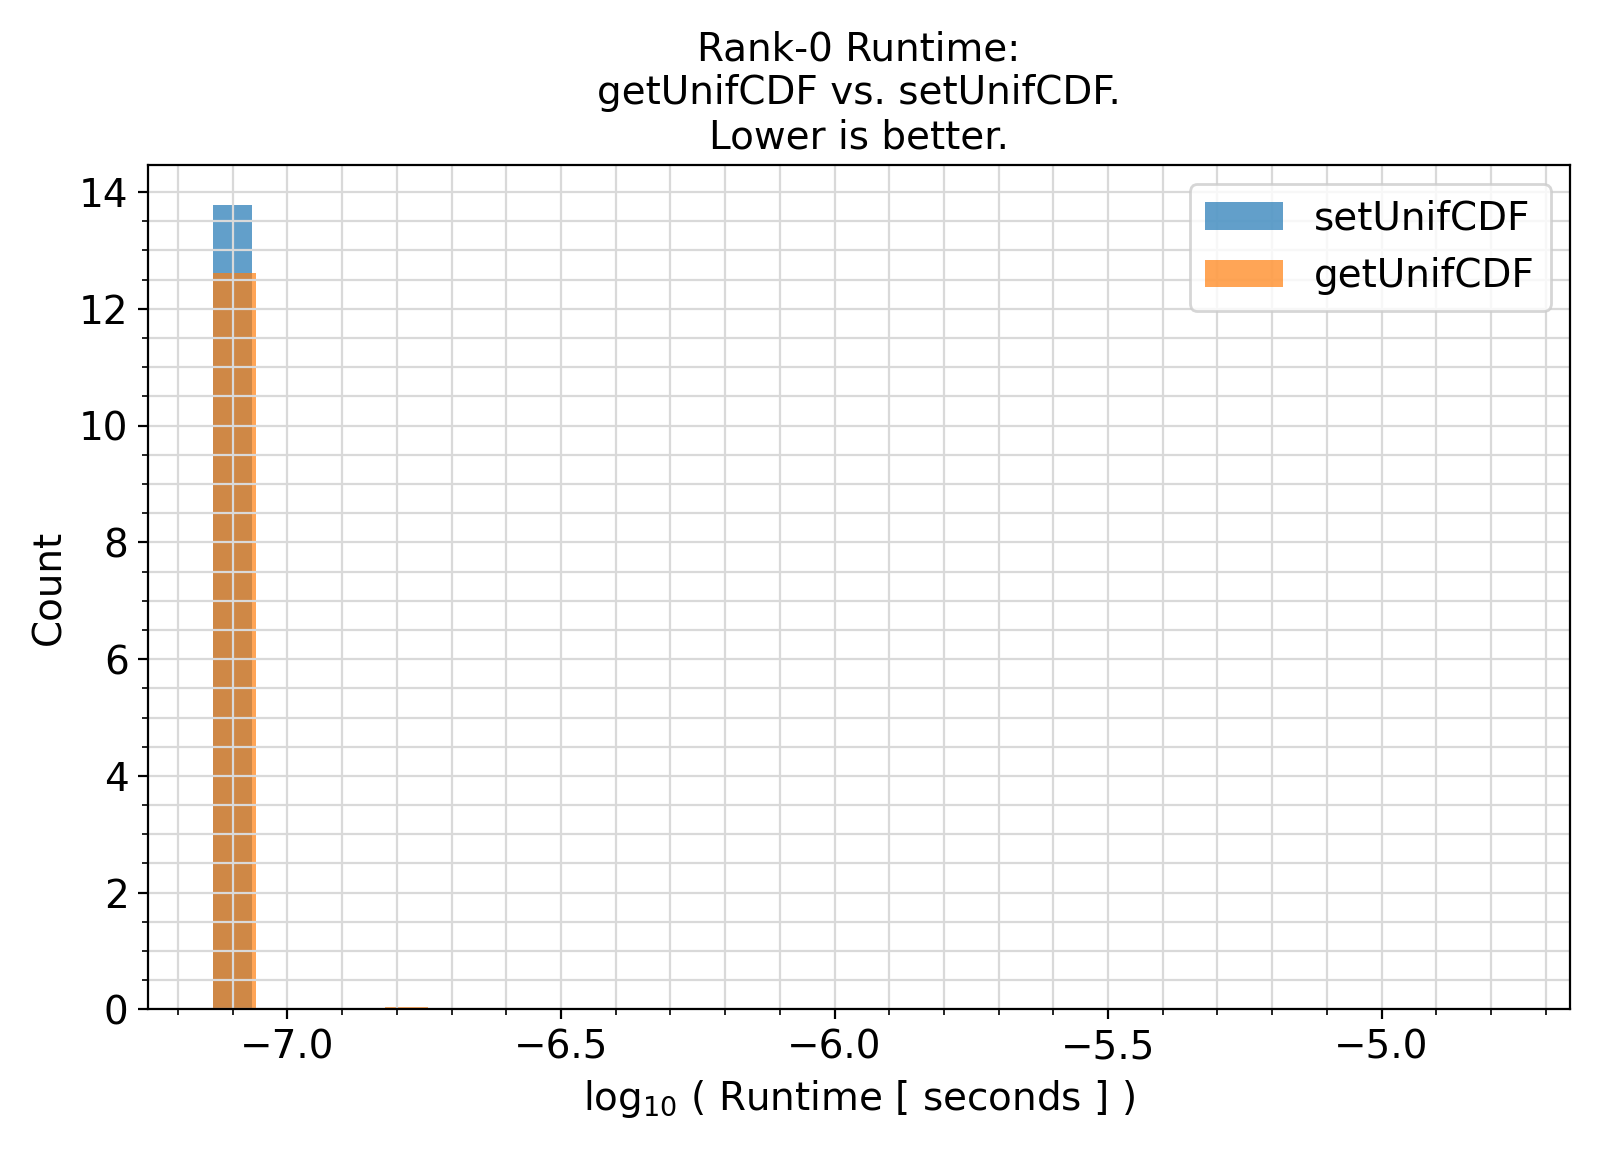 Rank-0 Runtime:
getUnifCDF vs. setUnifCDF.
Lower is better.
setUnifCDF
getUnifCDF
Count
14
12
10
8
6
4
2
0
−7.0 −6.5 −6.0 −5.5 −5.0
log10 ( Runtime [ seconds ] )